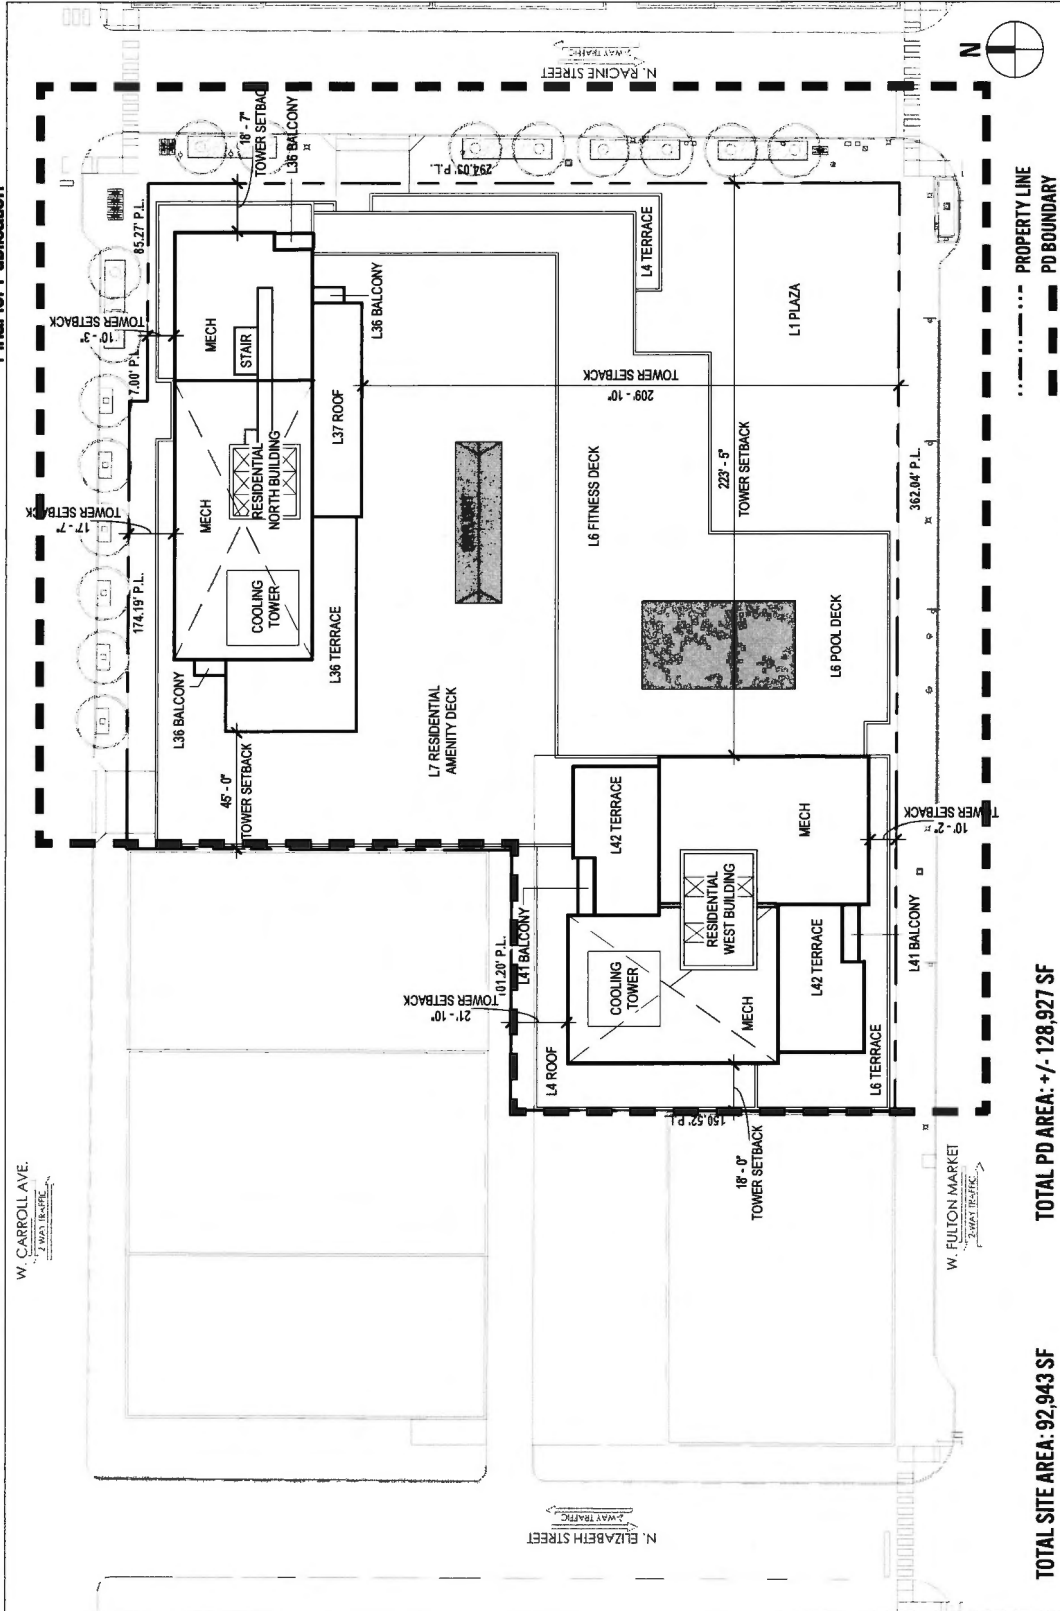 Final for Publication
W. CARROLL AVE.
2-WAY TRAFFIC
N. RACINE STREET
2-WAY TRAFFIC
N
174.19' P.L.
7.00' P.L.
85.27' P.L.
17' - 7"
TOWER SETBACK
10' - 3"
TOWER SETBACK
18' - 7"
TOWER SETBACK
L36 BALCONY
MECH
STAIR
MECH
RESIDENTIAL
NORTH BUILDING
COOLING
TOWER
L36 BALCONY
L36 TERRACE
L37 ROOF
L36 BALCONY
45' - 0"
TOWER SETBACK
294.03' P.L.
L7 RESIDENTIAL
AMENITY DECK
L4 TERRACE
209' - 10"
TOWER SETBACK
L6 FITNESS DECK
L1 PLAZA
223' - 5"
TOWER SETBACK
L6 POOL DECK
362.04' P.L.
101.20' P.L.
L41 BALCONY
21' - 10"
TOWER SETBACK
L42 TERRACE
COOLING
TOWER
RESIDENTIAL
WEST BUILDING
MECH
MECH
L4 ROOF
L42 TERRACE
L6 TERRACE
L41 BALCONY
10' - 2"
TOWER SETBACK
150.52' P.L.
18' - 0"
TOWER SETBACK
N. ELIZABETH STREET
2-WAY TRAFFIC
W. FULTON MARKET
2-WAY TRAFFIC
PROPERTY LINE
PD BOUNDARY
TOTAL SITE AREA: 92,943 SF
TOTAL PD AREA: +/- 128,927 SF